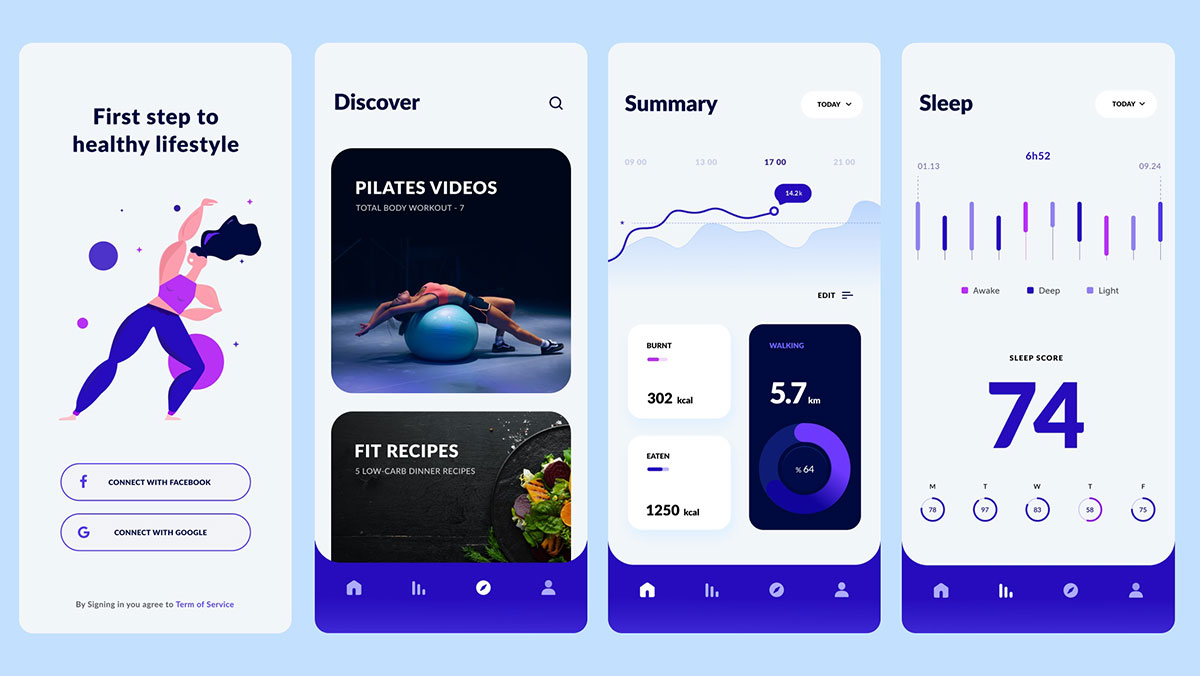 First step to
healthy lifestyle
CONNECT WITH FACEBOOK
G CONNECT WITH GOOGLE
By Signing in you agree to Term of Service
Discover
PILATES VIDEOS
TOTAL BODY WORKOUT - 7
FIT RECIPES
5 LOW-CARB DINNER RECIPES
Summary
TODAY
09 00 13 00 17 00 21 00
14.2k
EDIT
BURNT
302 kcal
EATEN
1250 kcal
WALKING
5.7 km
% 64
Sleep
TODAY
6h52
01.13 09.24
Awake Deep Light
SLEEP SCORE
74
M T W T F
78 97 83 58 75